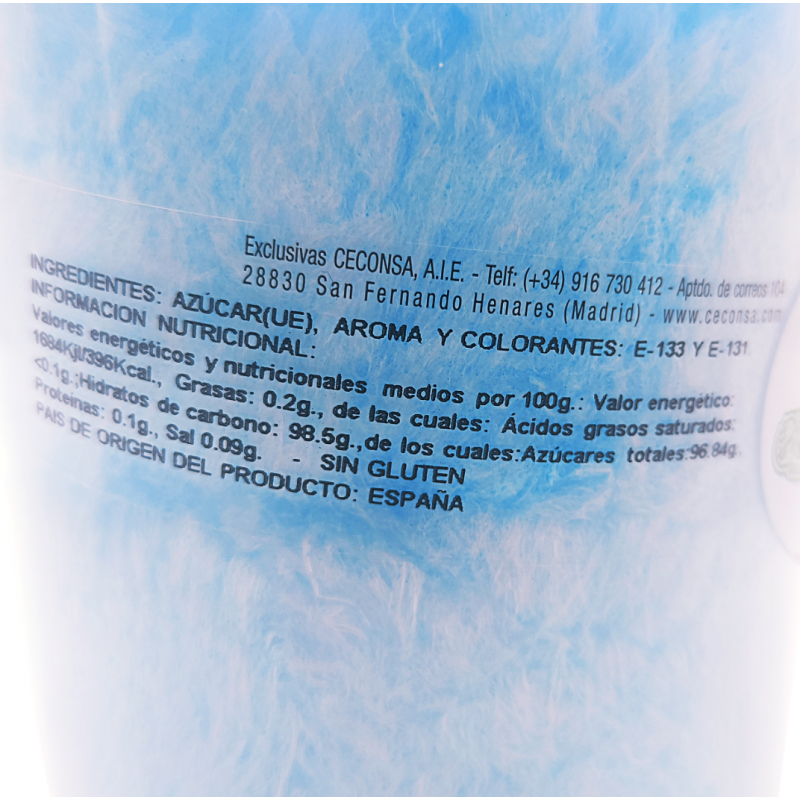 Exclusivas CECONSA, A.I.E. - Telf: (+34) 916 730 412 - Aptdo. de correos 104
28830 San Fernando Henares (Madrid) - www.ceconsa.com
INGREDIENTES: AZÚCAR(UE), AROMA Y COLORANTES: E-133 Y E-131
INFORMACION NUTRICIONAL:
Valores energéticos y nutricionales medios por 100g.: Valor energético:
1684Kjl/396Kcal., Grasas: 0.2g., de las cuales: Ácidos grasos saturados:
<0.1g.;Hidratos de carbono: 98.5g.,de los cuales:Azúcares totales:96.84g.
Proteínas: 0.1g., Sal 0.09g. - SIN GLUTEN
PAIS DE ORIGEN DEL PRODUCTO: ESPAÑA